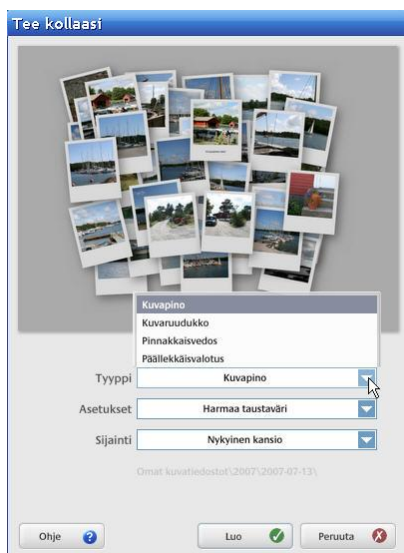 Tee kollaasi
Kuvapino
Kuvaruudukko
Pinnakkaisvedos
Päällekkäisvalotus
Tyyppi Kuvapino
Asetukset Harmaa taustaväri
Sijainti Nykyinen kansio
Omat kuvatiedostot\2007\2007-07-13\
Ohje ? Luo Peruuta